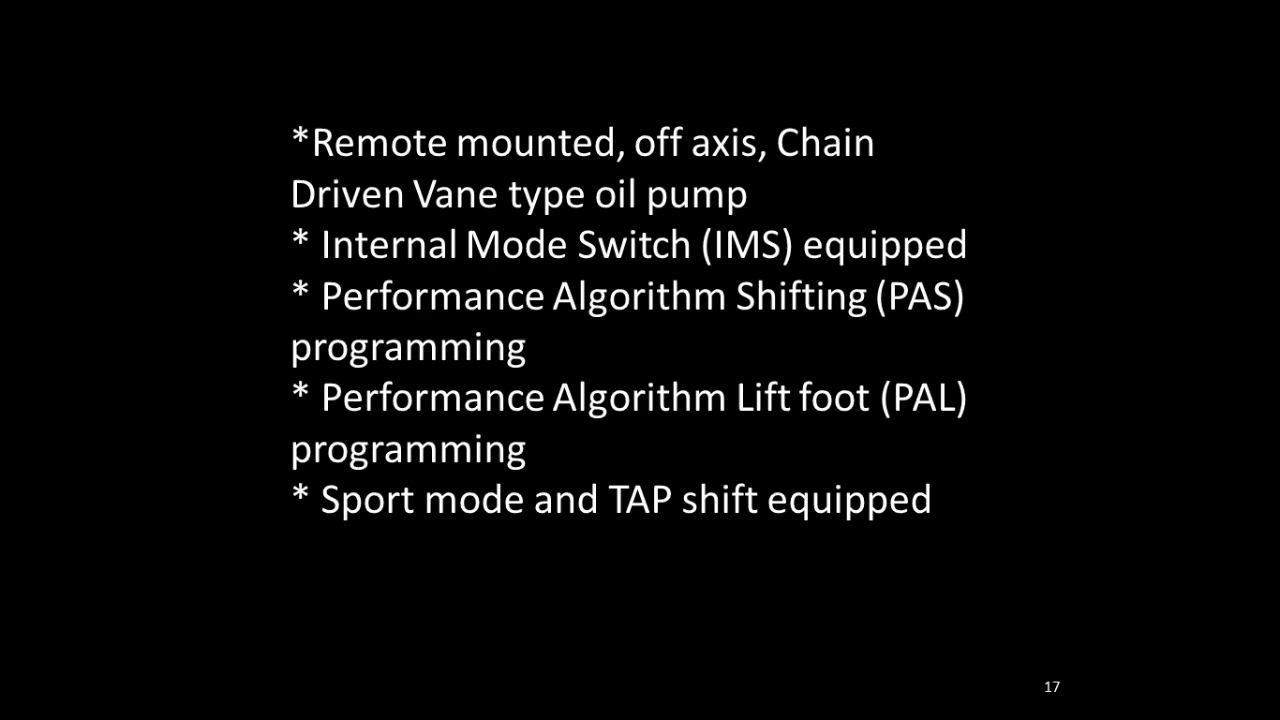 *Remote mounted, off axis, Chain
Driven Vane type oil pump
* Internal Mode Switch (IMS) equipped
* Performance Algorithm Shifting (PAS)
programming
* Performance Algorithm Lift foot (PAL)
programming
* Sport mode and TAP shift equipped
17